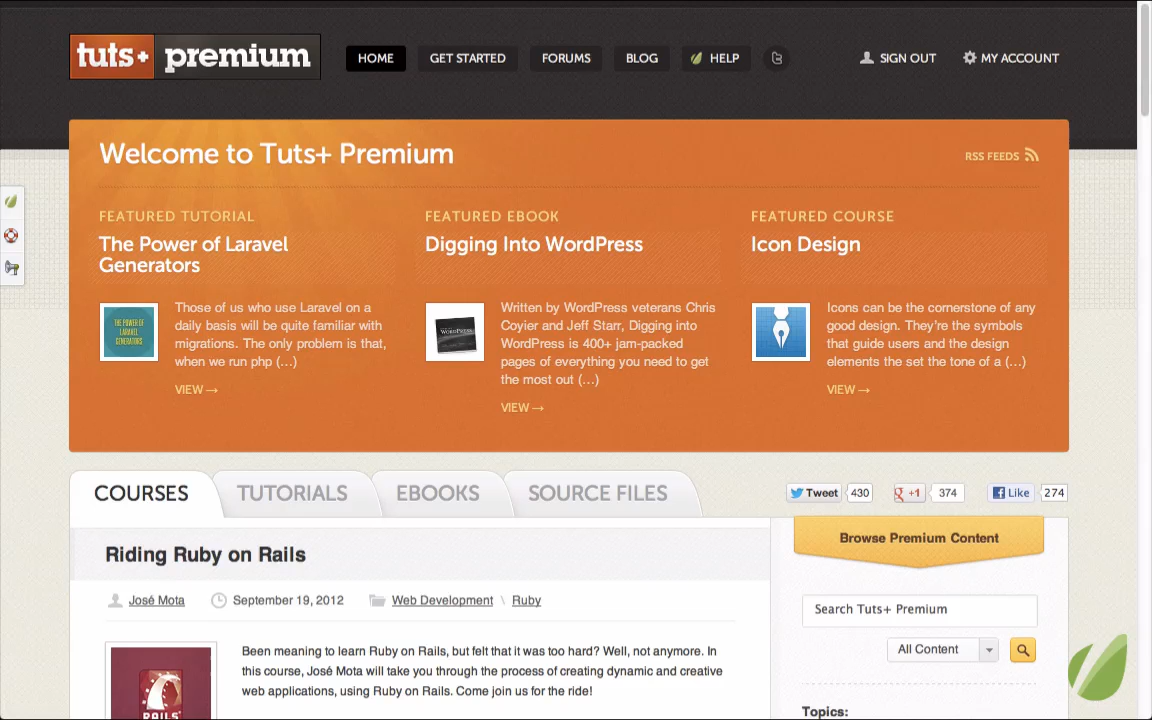 tuts+ premium
HOME GET STARTED FORUMS BLOG HELP SIGN OUT MY ACCOUNT
Welcome to Tuts+ Premium
RSS FEEDS
FEATURED TUTORIAL
The Power of Laravel
Generators
THE POWER OF
LARAVEL
GENERATORS
Those of us who use Laravel on a
daily basis will be quite familiar with
migrations. The only problem is that,
when we run php (...)
VIEW →
FEATURED EBOOK
Digging Into WordPress
WORDPRESS
Written by WordPress veterans Chris
Coyier and Jeff Starr, Digging into
WordPress is 400+ jam-packed
pages of everything you need to get
the most out (...)
VIEW →
FEATURED COURSE
Icon Design
Icons can be the cornerstone of any
good design. They're the symbols
that guide users and the design
elements the set the tone of a (...)
VIEW →
COURSES TUTORIALS EBOOKS SOURCE FILES
Tweet 430 g +1 374 f Like 274
Riding Ruby on Rails
José Mota September 19, 2012 Web Development \ Ruby
RAILS
Been meaning to learn Ruby on Rails, but felt that it was too hard? Well, not anymore. In
this course, José Mota will take you through the process of creating dynamic and creative
web applications, using Ruby on Rails. Come join us for the ride!
Browse Premium Content
Search Tuts+ Premium
All Content
Topics: